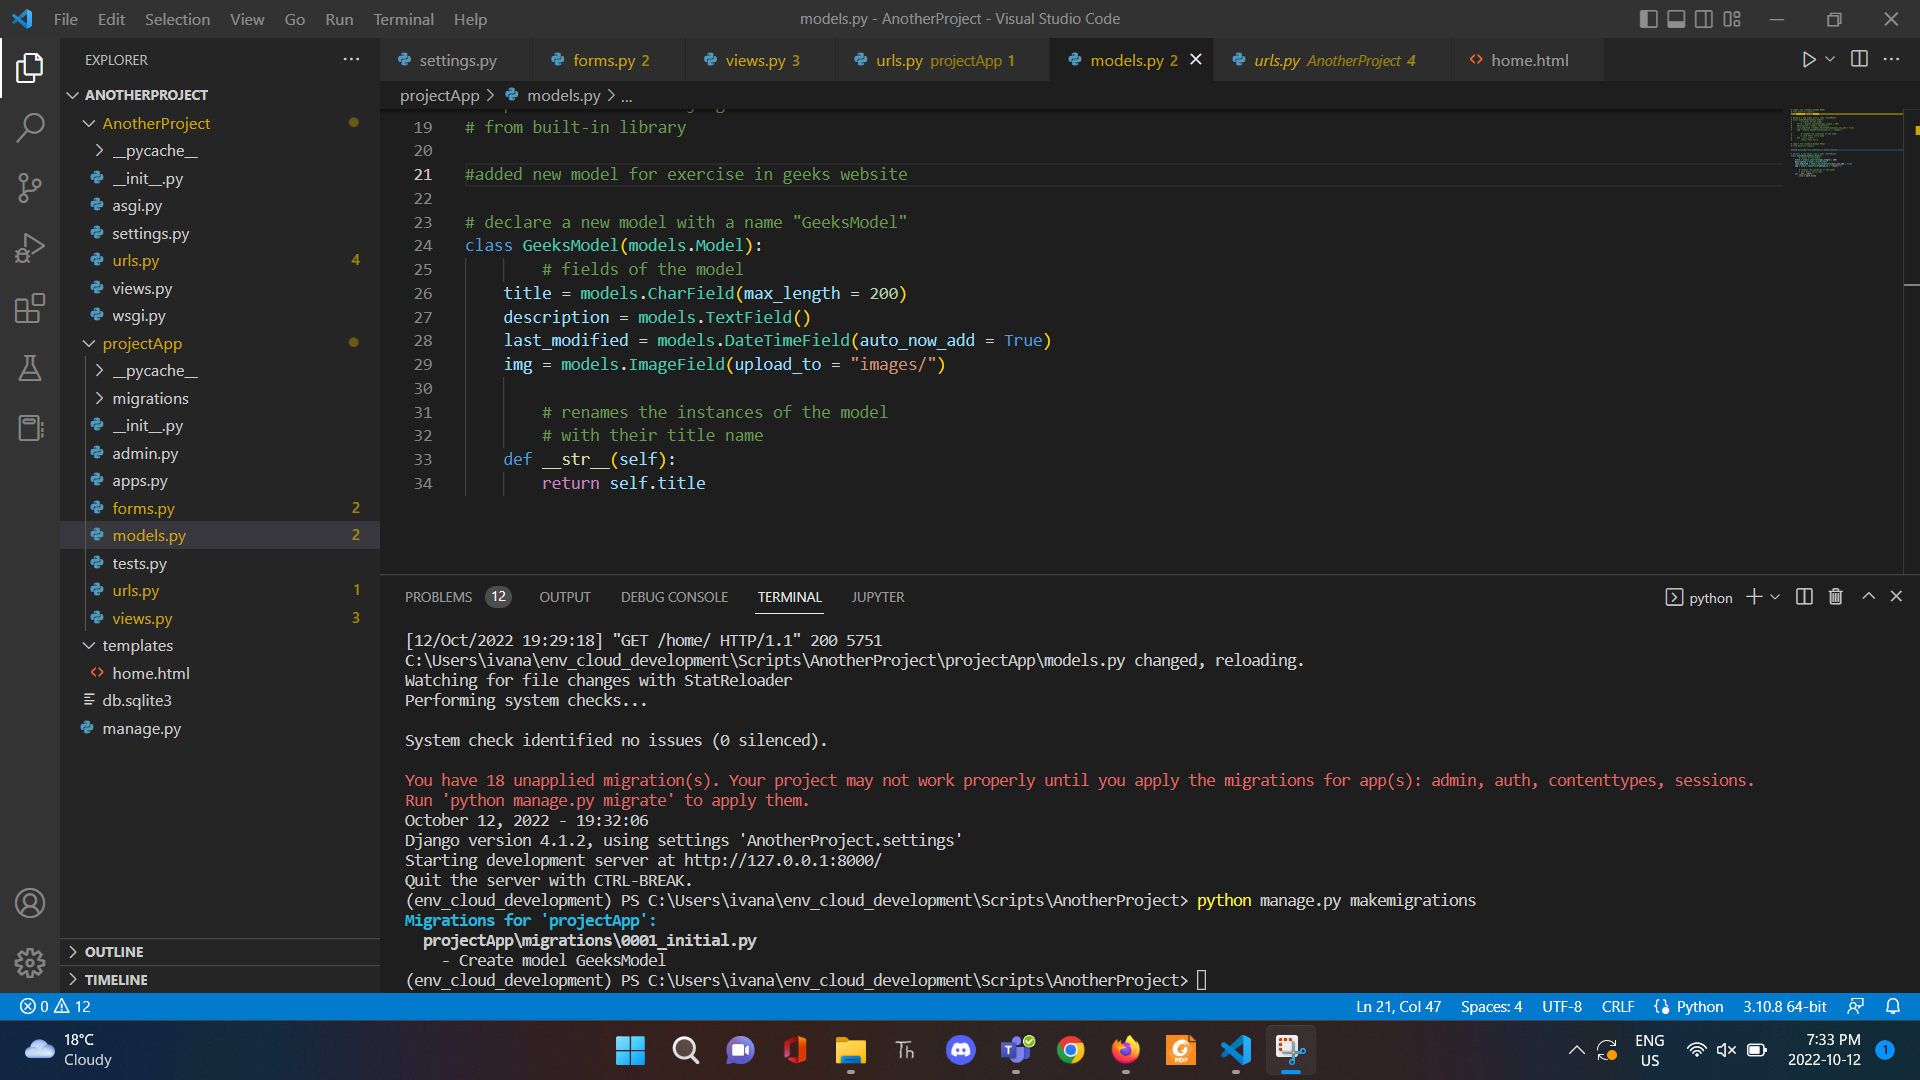 File Edit Selection View Go Run Terminal Help
models.py - AnotherProject - Visual Studio Code
EXPLORER
ANOTHERPROJECT
AnotherProject
__pycache__
__init__.py
asgi.py
settings.py
urls.py 4
views.py
wsgi.py
projectApp
__pycache__
migrations
__init__.py
admin.py
apps.py
forms.py 2
models.py 2
tests.py
urls.py 1
views.py 3
templates
home.html
db.sqlite3
manage.py
OUTLINE
TIMELINE
settings.py forms.py 2 views.py 3 urls.py projectApp 1 models.py 2 urls.py AnotherProject 4 home.html
projectApp > models.py > ...
19 # from built-in library
20
21 #added new model for exercise in geeks website
22
23 # declare a new model with a name "GeeksModel"
24 class GeeksModel(models.Model):
25 # fields of the model
26 title = models.CharField(max_length = 200)
27 description = models.TextField()
28 last_modified = models.DateTimeField(auto_now_add = True)
29 img = models.ImageField(upload_to = "images/")
30
31 # renames the instances of the model
32 # with their title name
33 def __str__(self):
34 return self.title
PROBLEMS 12 OUTPUT DEBUG CONSOLE TERMINAL JUPYTER
python
[12/Oct/2022 19:29:18] "GET /home/ HTTP/1.1" 200 5751
C:\Users\ivana\env_cloud_development\Scripts\AnotherProject\projectApp\models.py changed, reloading.
Watching for file changes with StatReloader
Performing system checks...
System check identified no issues (0 silenced).
You have 18 unapplied migration(s). Your project may not work properly until you apply the migrations for app(s): admin, auth, contenttypes, sessions.
Run 'python manage.py migrate' to apply them.
October 12, 2022 - 19:32:06
Django version 4.1.2, using settings 'AnotherProject.settings'
Starting development server at http://127.0.0.1:8000/
Quit the server with CTRL-BREAK.
(env_cloud_development) PS C:\Users\ivana\env_cloud_development\Scripts\AnotherProject> python manage.py makemigrations
Migrations for 'projectApp':
projectApp\migrations\0001_initial.py
- Create model GeeksModel
(env_cloud_development) PS C:\Users\ivana\env_cloud_development\Scripts\AnotherProject>
0 12
Ln 21, Col 47 Spaces: 4 UTF-8 CRLF Python 3.10.8 64-bit
18°C
Cloudy
Th
PDF
ENG
US
7:33 PM
2022-10-12
1